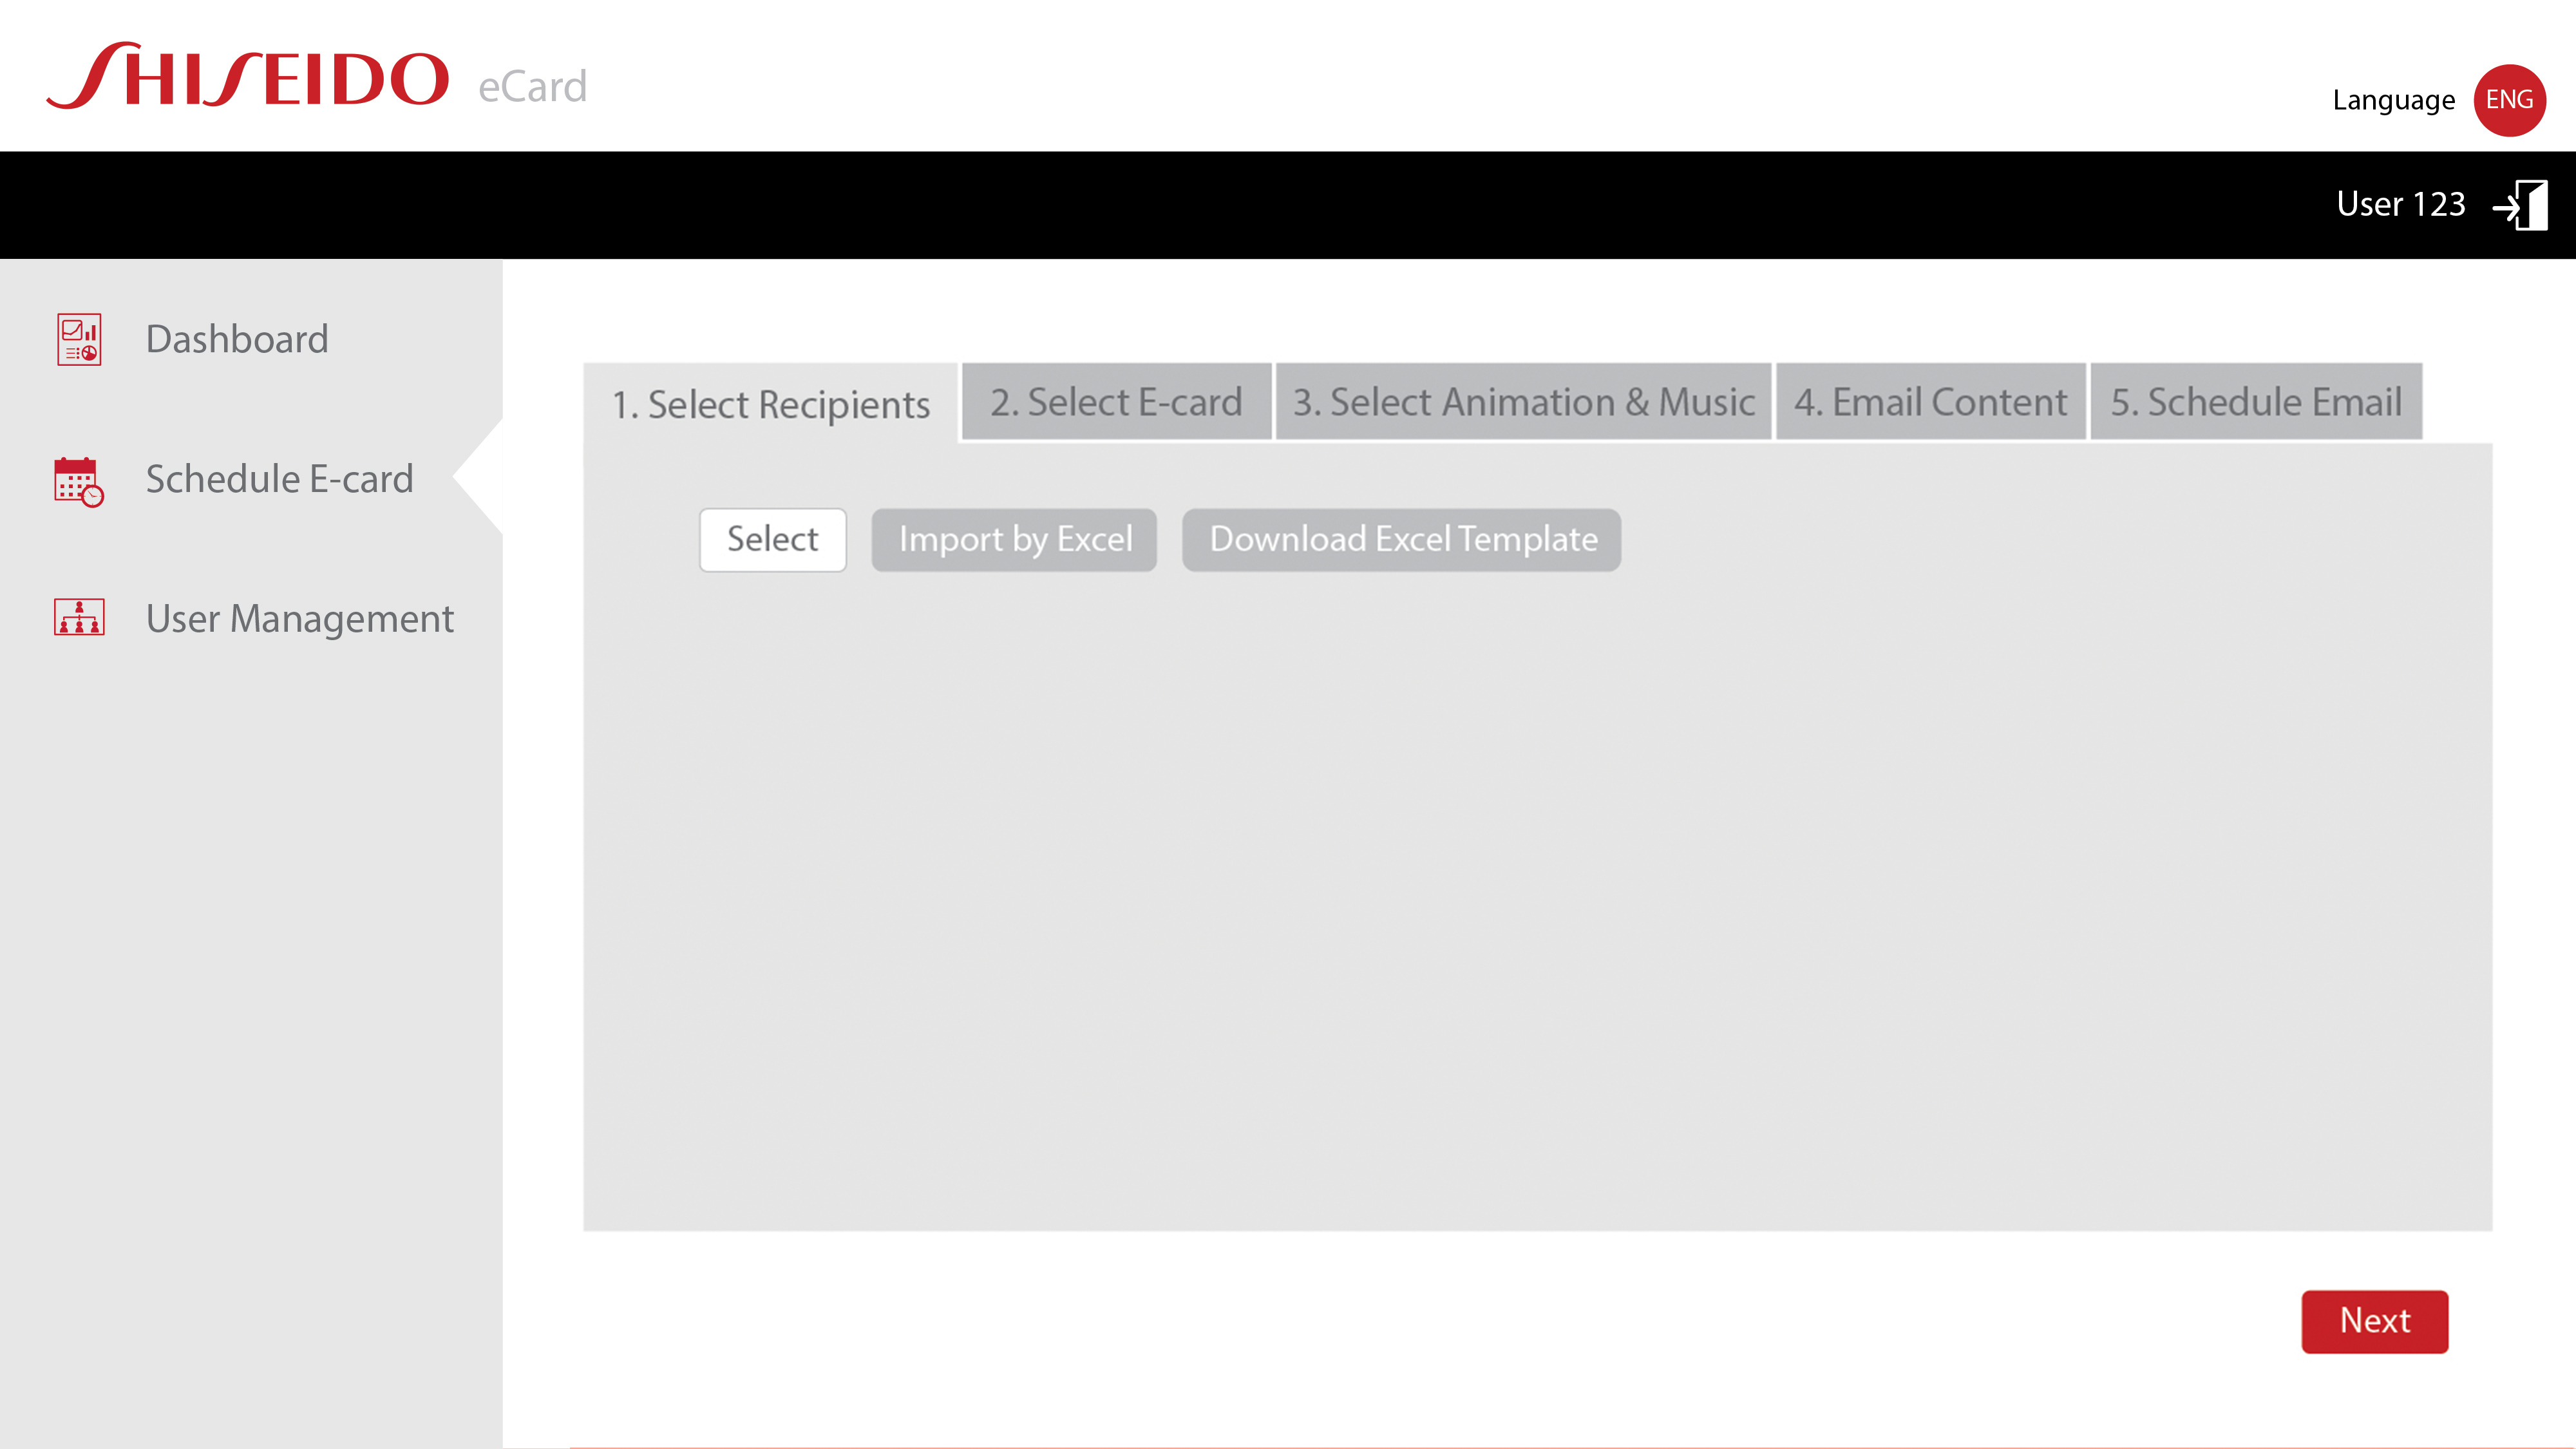 SHISEIDO eCard
Language ENG
User 123
Dashboard
Schedule E-card
User Management
1. Select Recipients 2. Select E-card 3. Select Animation & Music 4. Email Content 5. Schedule Email
Select Import by Excel Download Excel Template
Next